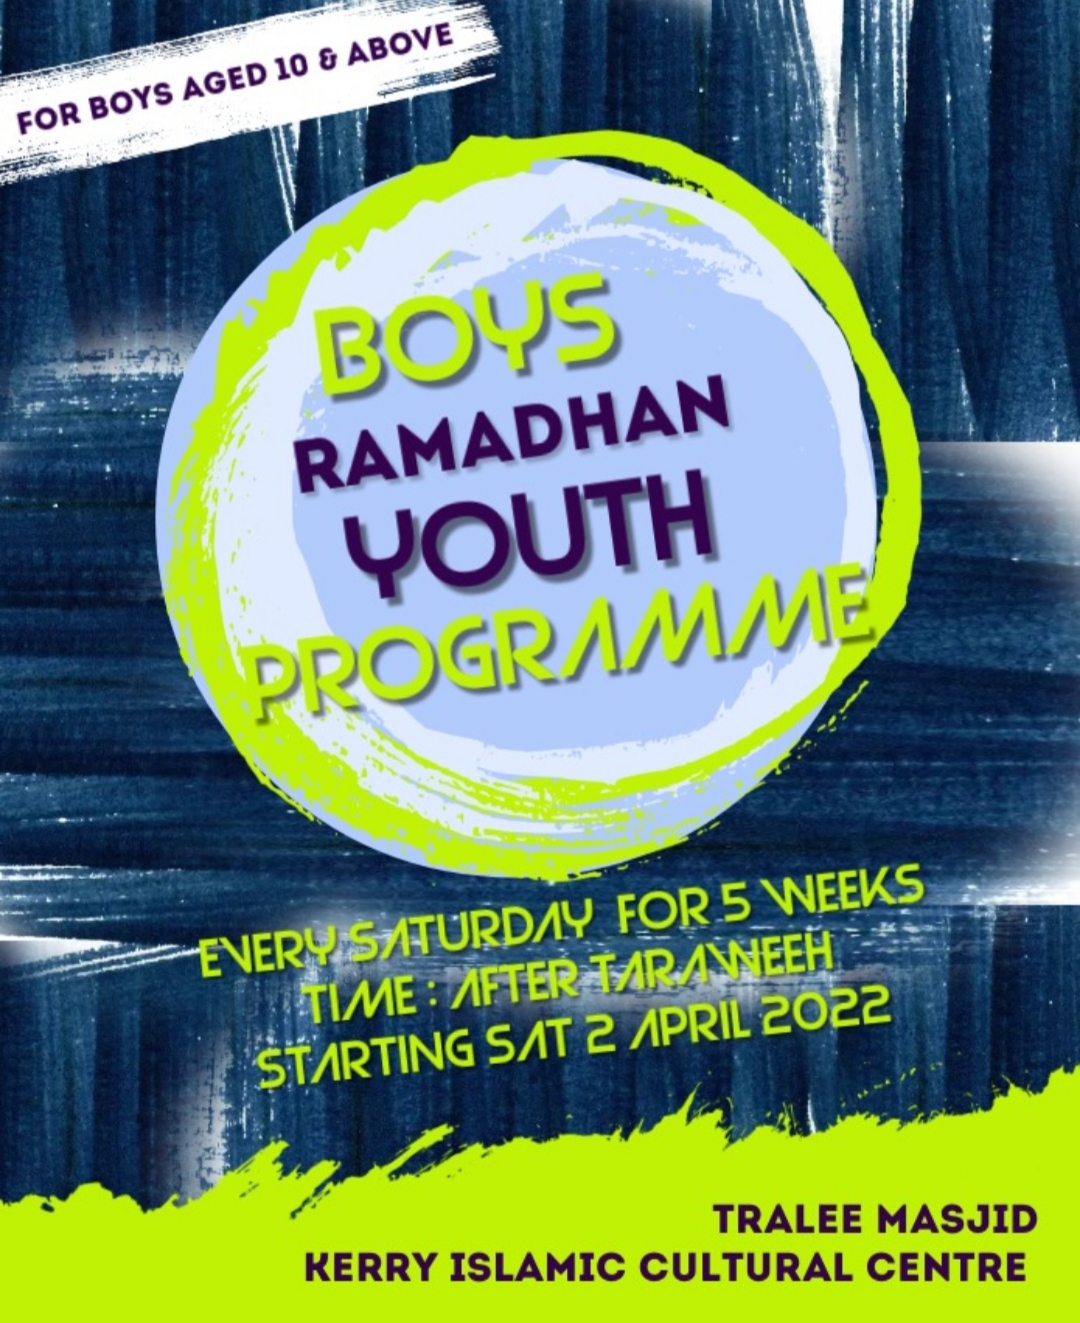 FOR BOYS AGED 10 & ABOVE
BOYS
RAMADHAN
YOUTH
PROGRAMME
EVERY SATURDAY FOR 5 WEEKS
TIME : AFTER TARAWEEH
STARTING SAT 2 APRIL 2022
TRALEE MASJID
KERRY ISLAMIC CULTURAL CENTRE